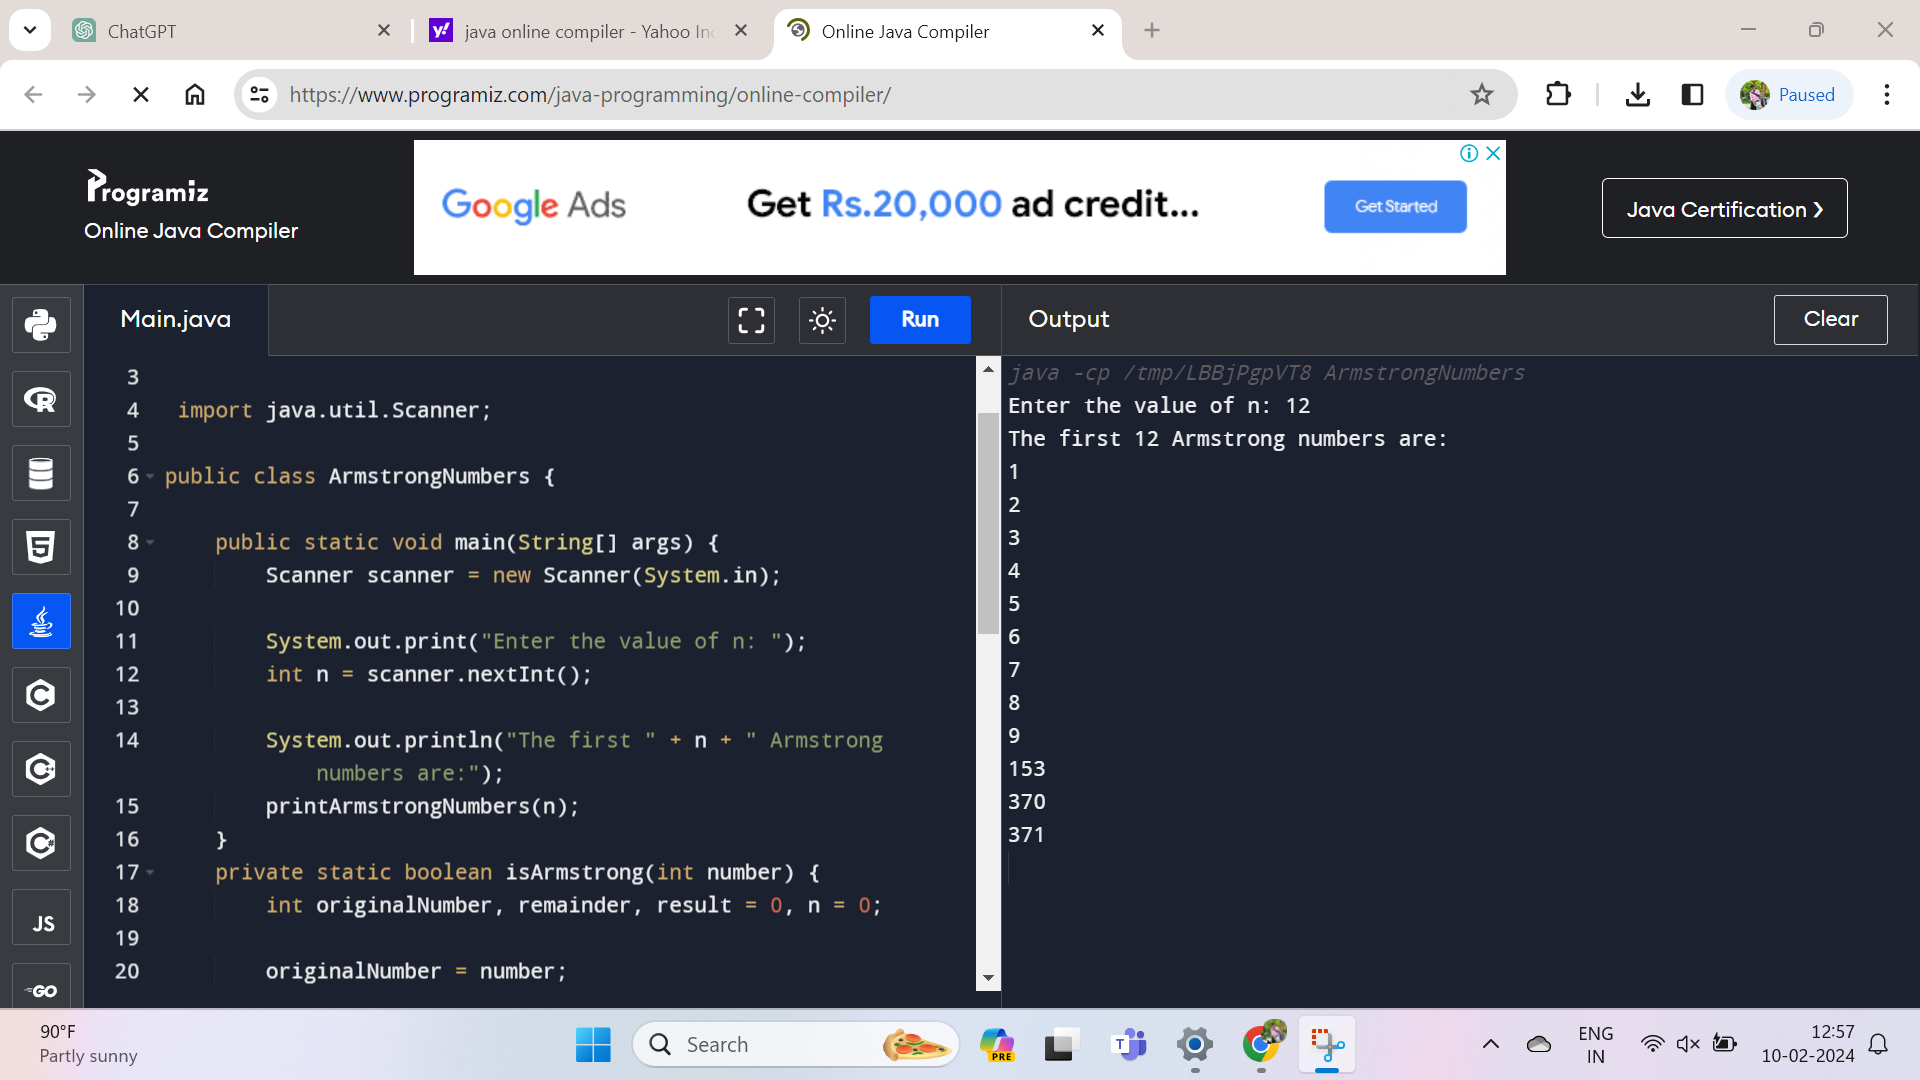 ChatGPT
java online compiler - Yahoo Inc
Online Java Compiler
https://www.programiz.com/java-programming/online-compiler/
Paused
Programiz
Online Java Compiler
Google Ads
Get Rs.20,000 ad credit...
Get Started
Java Certification ❯
Main.java
Run
Output
Clear
3
4 import java.util.Scanner;
5
6 public class ArmstrongNumbers {
7
8 public static void main(String[] args) {
9 Scanner scanner = new Scanner(System.in);
10
11 System.out.print("Enter the value of n: ");
12 int n = scanner.nextInt();
13
14 System.out.println("The first " + n + " Armstrong
numbers are:");
15 printArmstrongNumbers(n);
16 }
17 private static boolean isArmstrong(int number) {
18 int originalNumber, remainder, result = 0, n = 0;
19
20 originalNumber = number;
java -cp /tmp/LBBjPgpVT8 ArmstrongNumbers
Enter the value of n: 12
The first 12 Armstrong numbers are:
1
2
3
4
5
6
7
8
9
153
370
371
JS
GO
90°F
Partly sunny
Search
PRE
ENG
IN
12:57
10-02-2024